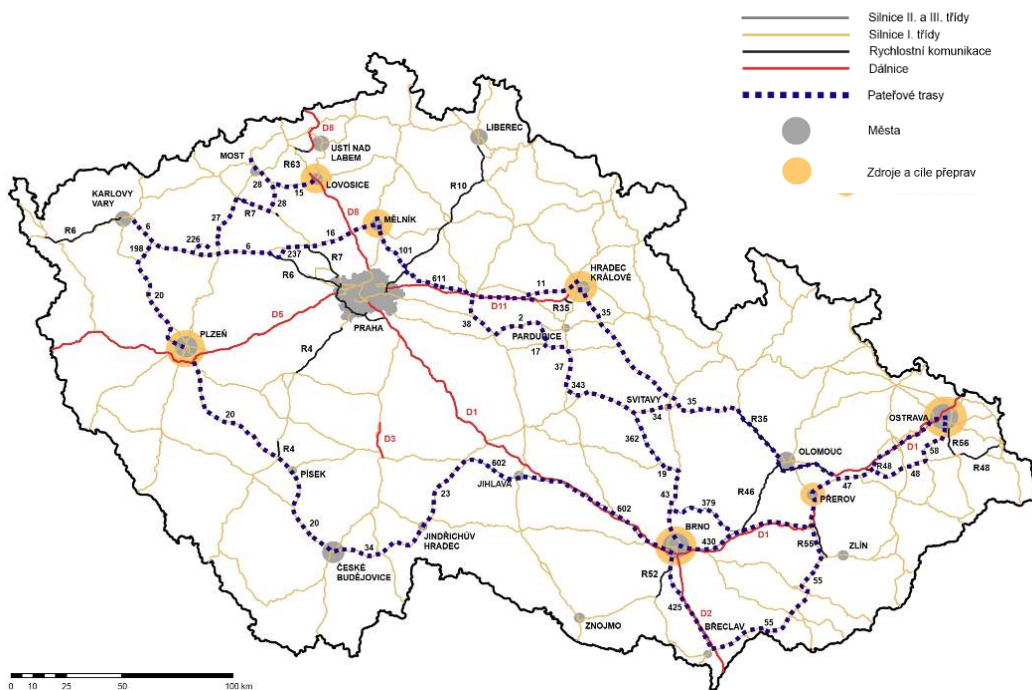 Silnice II. a III. třídy
Silnice I. třídy
Rychlostní komunikace
Dálnice
Pateřové trasy
Města
Zdroje a cíle přeprav
D8
ÚSTÍ NAD
LABEM
LIBEREC
MOST
R63
28
15
LOVOSICE
R10
KARLOVY
VARY
28
27
R7
D8
MĚLNÍK
R6
6
226
16
198
6
237
R7
101
R6
611
11
HRADEC
KRÁLOVÉ
20
D11
R35
35
PRAHA
38
2
PARDUBICE
D5
PLZEŇ
17
R4
37
343
SVITAVY
35
34
20
D1
R35
OSTRAVA
D3
362
D1
R56
R4
OLOMOUC
58
R48
R48
48
602
19
47
PÍSEK
23
JIHLAVA
43
379
R46
PŘEROV
20
602
BRNO
D1
JINDŘICHŮV
HRADEC
430
R55
34
ZLÍN
ČESKÉ
BUDĚJOVICE
R52
55
425
D2
ZNOJMO
BŘECLAV
55
0 10 25 50 100 km